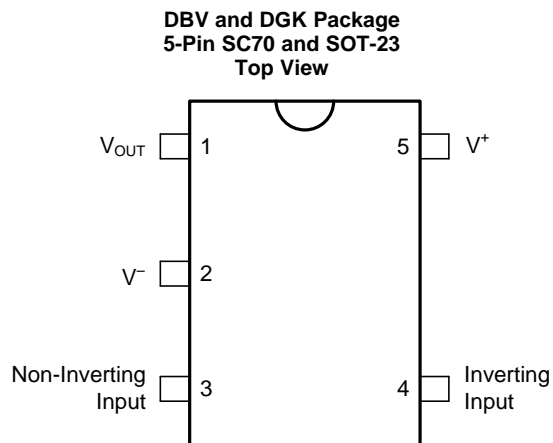 DBV and DGK Package
5-Pin SC70 and SOT-23
Top View
V_OUT 1
5 V⁺
V⁻ 2
Non-Inverting
Input
3
4
Inverting
Input